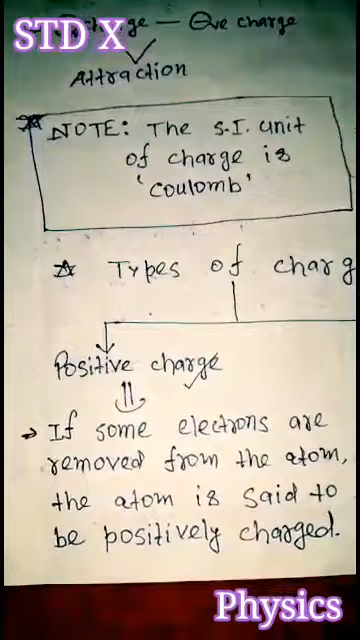 STD X
charge — ⊖ve charge
Attraction
NOTE: The S.I. unit
of charge is
'Coulomb'
Types of charg
Positive charge
→ If some electrons are
removed from the atom,
the atom is said to
be positively charged.
Physics